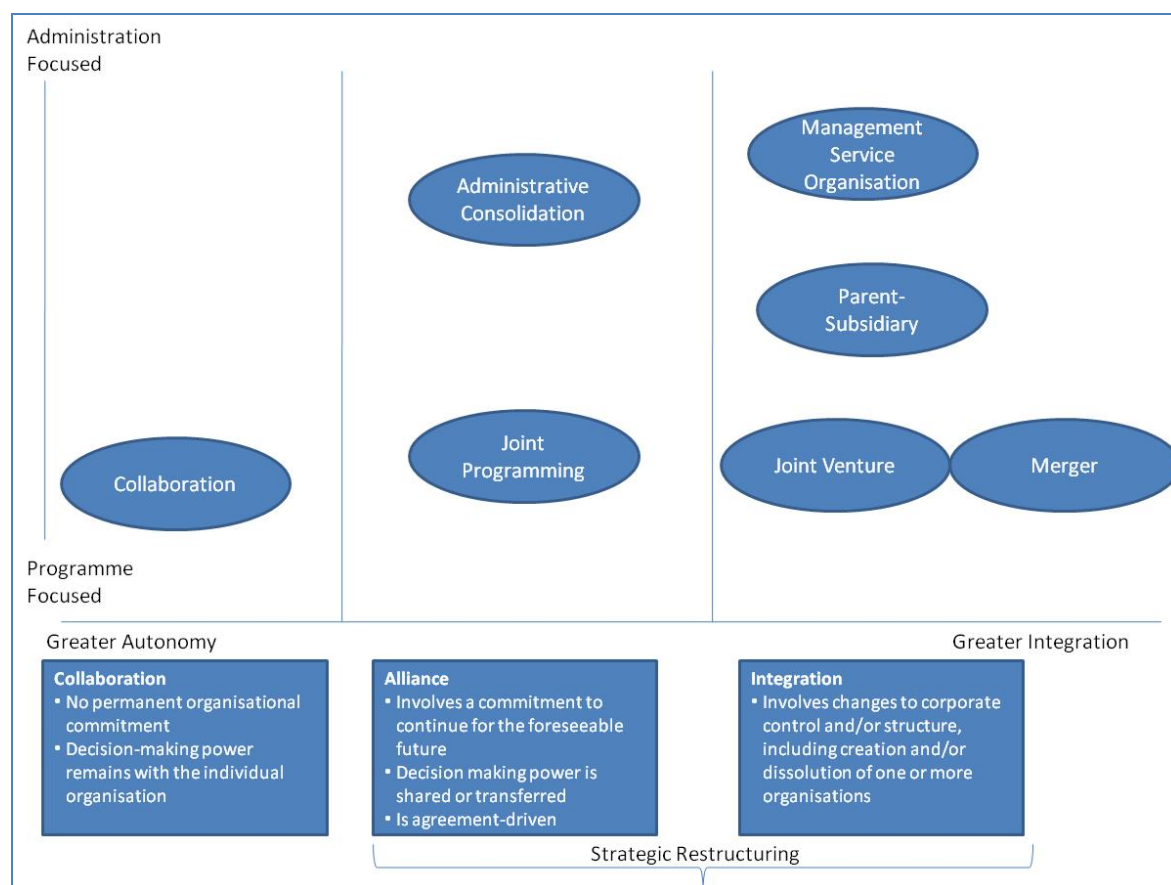 Administration
Focused
Management
Service
Organisation
Administrative
Consolidation
Parent-
Subsidiary
Collaboration
Joint
Programming
Joint Venture
Merger
Programme
Focused
Greater Autonomy
Greater Integration
Collaboration
▪ No permanent organisational
commitment
▪ Decision-making power
remains with the individual
organisation
Alliance
▪ Involves a commitment to
continue for the foreseeable
future
▪ Decision making power is
shared or transferred
▪ Is agreement-driven
Integration
▪ Involves changes to corporate
control and/or structure,
including creation and/or
dissolution of one or more
organisations
Strategic Restructuring